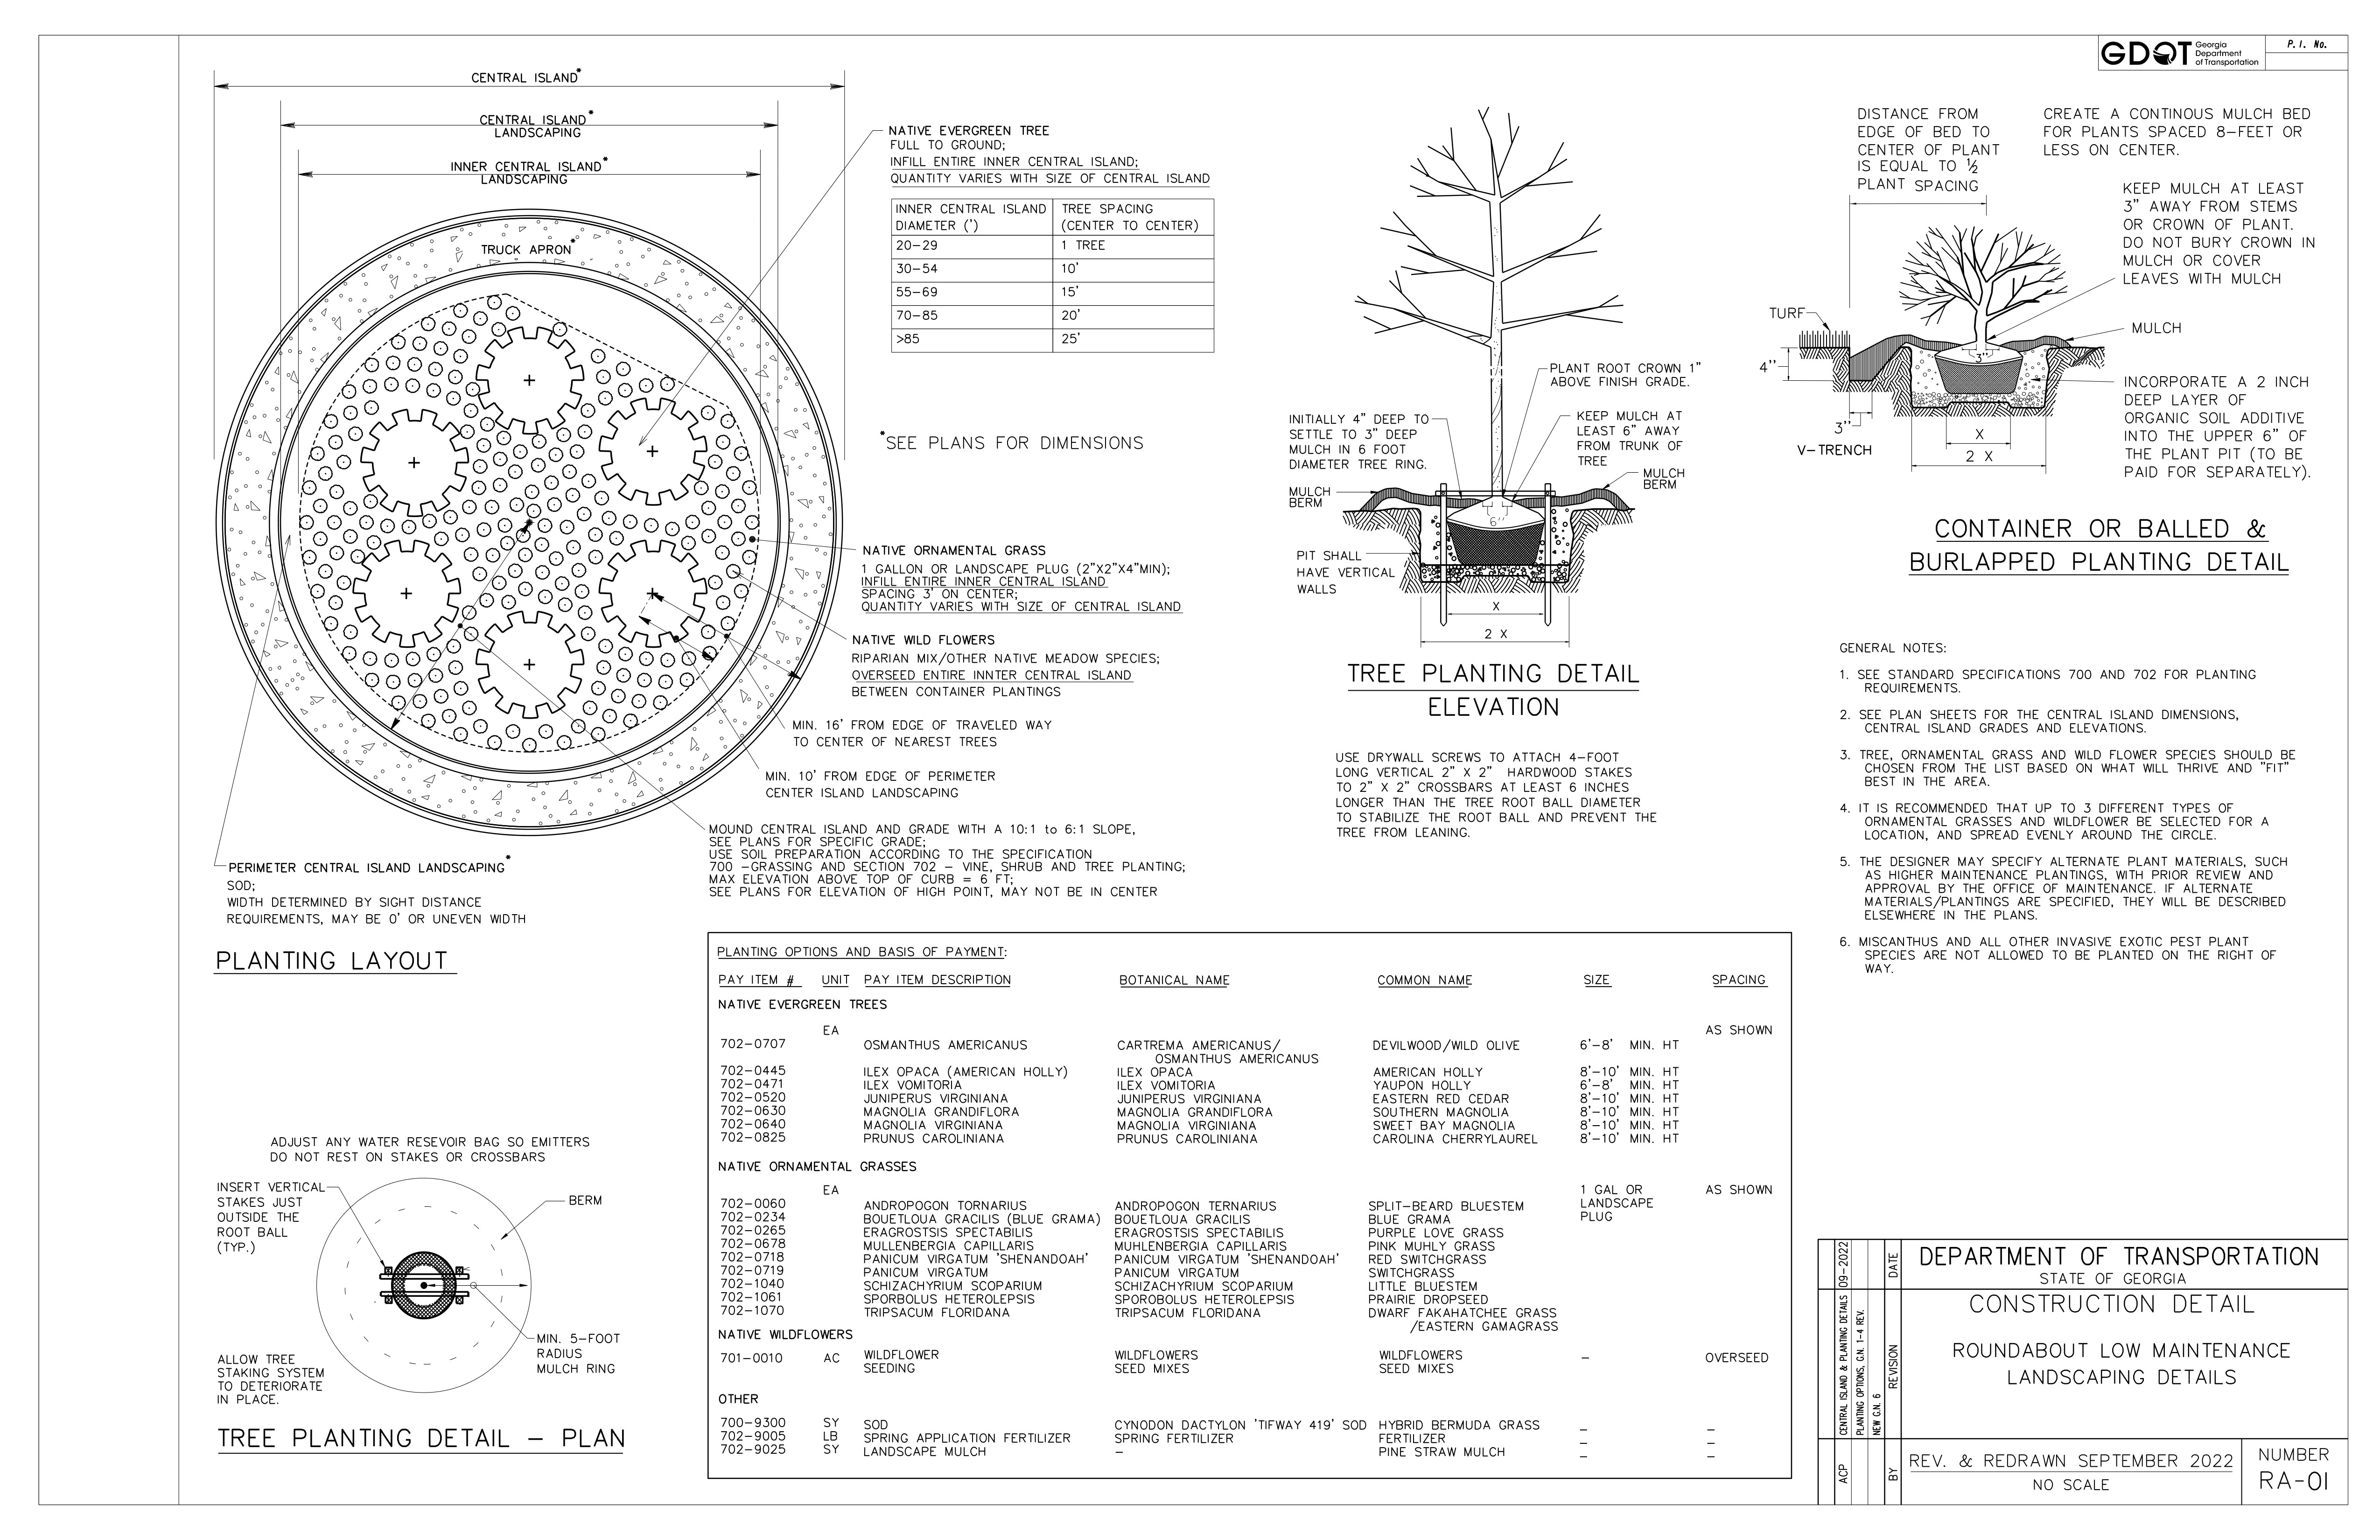 GDOT Georgia
Department
of Transportation
P. I. No.
CENTRAL ISLAND*
CENTRAL ISLAND*
LANDSCAPING
INNER CENTRAL ISLAND*
LANDSCAPING
TRUCK APRON*
NATIVE EVERGREEN TREE
FULL TO GROUND;
INFILL ENTIRE INNER CENTRAL ISLAND;
QUANTITY VARIES WITH SIZE OF CENTRAL ISLAND
INNER CENTRAL ISLAND DIAMETER (') TREE SPACING (CENTER TO CENTER)
20-29 1 TREE
30-54 10'
55-69 15'
70-85 20'
>85 25'
*SEE PLANS FOR DIMENSIONS
NATIVE ORNAMENTAL GRASS
1 GALLON OR LANDSCAPE PLUG (2"X2"X4"MIN);
INFILL ENTIRE INNER CENTRAL ISLAND
SPACING 3' ON CENTER;
QUANTITY VARIES WITH SIZE OF CENTRAL ISLAND
NATIVE WILD FLOWERS
RIPARIAN MIX/OTHER NATIVE MEADOW SPECIES;
OVERSEED ENTIRE INNTER CENTRAL ISLAND
BETWEEN CONTAINER PLANTINGS
MIN. 16' FROM EDGE OF TRAVELED WAY
TO CENTER OF NEAREST TREES
MIN. 10' FROM EDGE OF PERIMETER
CENTER ISLAND LANDSCAPING
MOUND CENTRAL ISLAND AND GRADE WITH A 10:1 to 6:1 SLOPE,
SEE PLANS FOR SPECIFIC GRADE;
USE SOIL PREPARATION ACCORDING TO THE SPECIFICATION
700 -GRASSING AND SECTION 702 - VINE, SHRUB AND TREE PLANTING;
MAX ELEVATION ABOVE TOP OF CURB = 6 FT;
SEE PLANS FOR ELEVATION OF HIGH POINT, MAY NOT BE IN CENTER
PERIMETER CENTRAL ISLAND LANDSCAPING*
SOD;
WIDTH DETERMINED BY SIGHT DISTANCE
REQUIREMENTS, MAY BE 0' OR UNEVEN WIDTH
PLANTING LAYOUT
PLANT ROOT CROWN 1"
ABOVE FINISH GRADE.
INITIALLY 4" DEEP TO
SETTLE TO 3" DEEP
MULCH IN 6 FOOT
DIAMETER TREE RING.
KEEP MULCH AT
LEAST 6" AWAY
FROM TRUNK OF
TREE
MULCH
BERM
MULCH
BERM
6"
PIT SHALL
HAVE VERTICAL
WALLS
X
2 X
TREE PLANTING DETAIL
ELEVATION
USE DRYWALL SCREWS TO ATTACH 4-FOOT
LONG VERTICAL 2" X 2" HARDWOOD STAKES
TO 2" X 2" CROSSBARS AT LEAST 6 INCHES
LONGER THAN THE TREE ROOT BALL DIAMETER
TO STABILIZE THE ROOT BALL AND PREVENT THE
TREE FROM LEANING.
DISTANCE FROM
EDGE OF BED TO
CENTER OF PLANT
IS EQUAL TO ½
PLANT SPACING
CREATE A CONTINOUS MULCH BED
FOR PLANTS SPACED 8-FEET OR
LESS ON CENTER.
KEEP MULCH AT LEAST
3" AWAY FROM STEMS
OR CROWN OF PLANT.
DO NOT BURY CROWN IN
MULCH OR COVER
LEAVES WITH MULCH
TURF
MULCH
4"
3"
3"
V-TRENCH
X
2 X
INCORPORATE A 2 INCH
DEEP LAYER OF
ORGANIC SOIL ADDITIVE
INTO THE UPPER 6" OF
THE PLANT PIT (TO BE
PAID FOR SEPARATELY).
CONTAINER OR BALLED &
BURLAPPED PLANTING DETAIL
GENERAL NOTES:
1. SEE STANDARD SPECIFICATIONS 700 AND 702 FOR PLANTING
REQUIREMENTS.
2. SEE PLAN SHEETS FOR THE CENTRAL ISLAND DIMENSIONS,
CENTRAL ISLAND GRADES AND ELEVATIONS.
3. TREE, ORNAMENTAL GRASS AND WILD FLOWER SPECIES SHOULD BE
CHOSEN FROM THE LIST BASED ON WHAT WILL THRIVE AND "FIT"
BEST IN THE AREA.
4. IT IS RECOMMENDED THAT UP TO 3 DIFFERENT TYPES OF
ORNAMENTAL GRASSES AND WILDFLOWER BE SELECTED FOR A
LOCATION, AND SPREAD EVENLY AROUND THE CIRCLE.
5. THE DESIGNER MAY SPECIFY ALTERNATE PLANT MATERIALS, SUCH
AS HIGHER MAINTENANCE PLANTINGS, WITH PRIOR REVIEW AND
APPROVAL BY THE OFFICE OF MAINTENANCE. IF ALTERNATE
MATERIALS/PLANTINGS ARE SPECIFIED, THEY WILL BE DESCRIBED
ELSEWHERE IN THE PLANS.
6. MISCANTHUS AND ALL OTHER INVASIVE EXOTIC PEST PLANT
SPECIES ARE NOT ALLOWED TO BE PLANTED ON THE RIGHT OF
WAY.
ADJUST ANY WATER RESEVOIR BAG SO EMITTERS
DO NOT REST ON STAKES OR CROSSBARS
INSERT VERTICAL
STAKES JUST
OUTSIDE THE
ROOT BALL
(TYP.)
BERM
MIN. 5-FOOT
RADIUS
MULCH RING
ALLOW TREE
STAKING SYSTEM
TO DETERIORATE
IN PLACE.
TREE PLANTING DETAIL - PLAN
PLANTING OPTIONS AND BASIS OF PAYMENT:
PAY ITEM # UNIT PAY ITEM DESCRIPTION BOTANICAL NAME COMMON NAME SIZE SPACING
NATIVE EVERGREEN TREES
EA AS SHOWN
702-0707 OSMANTHUS AMERICANUS CARTREMA AMERICANUS/ DEVILWOOD/WILD OLIVE 6'-8' MIN. HT
OSMANTHUS AMERICANUS
702-0445 ILEX OPACA (AMERICAN HOLLY) ILEX OPACA AMERICAN HOLLY 8'-10' MIN. HT
702-0471 ILEX VOMITORIA ILEX VOMITORIA YAUPON HOLLY 6'-8' MIN. HT
702-0520 JUNIPERUS VIRGINIANA JUNIPERUS VIRGINIANA EASTERN RED CEDAR 8'-10' MIN. HT
702-0630 MAGNOLIA GRANDIFLORA MAGNOLIA GRANDIFLORA SOUTHERN MAGNOLIA 8'-10' MIN. HT
702-0640 MAGNOLIA VIRGINIANA MAGNOLIA VIRGINIANA SWEET BAY MAGNOLIA 8'-10' MIN. HT
702-0825 PRUNUS CAROLINIANA PRUNUS CAROLINIANA CAROLINA CHERRYLAUREL 8'-10' MIN. HT
NATIVE ORNAMENTAL GRASSES
EA 1 GAL OR AS SHOWN
702-0060 ANDROPOGON TORNARIUS ANDROPOGON TERNARIUS SPLIT-BEARD BLUESTEM LANDSCAPE
702-0234 BOUETLOUA GRACILIS (BLUE GRAMA) BOUETLOUA GRACILIS BLUE GRAMA PLUG
702-0265 ERAGROSTSIS SPECTABILIS ERAGROSTSIS SPECTABILIS PURPLE LOVE GRASS
702-0678 MULLENBERGIA CAPILLARIS MUHLENBERGIA CAPILLARIS PINK MUHLY GRASS
702-0718 PANICUM VIRGATUM 'SHENANDOAH' PANICUM VIRGATUM 'SHENANDOAH' RED SWITCHGRASS
702-0719 PANICUM VIRGATUM PANICUM VIRGATUM SWITCHGRASS
702-1040 SCHIZACHYRIUM SCOPARIUM SCHIZACHYRIUM SCOPARIUM LITTLE BLUESTEM
702-1061 SPORBOLUS HETEROLEPSIS SPOROBOLUS HETEROLEPSIS PRAIRIE DROPSEED
702-1070 TRIPSACUM FLORIDANA TRIPSACUM FLORIDANA DWARF FAKAHATCHEE GRASS
/EASTERN GAMAGRASS
NATIVE WILDFLOWERS
701-0010 AC WILDFLOWER WILDFLOWERS WILDFLOWERS - OVERSEED
SEEDING SEED MIXES SEED MIXES
OTHER
700-9300 SY SOD CYNODON DACTYLON 'TIFWAY 419' SOD HYBRID BERMUDA GRASS - -
702-9005 LB SPRING APPLICATION FERTILIZER SPRING FERTILIZER FERTILIZER - -
702-9025 SY LANDSCAPE MULCH - PINE STRAW MULCH - -
09-2022 DATE
CENTRAL ISLAND & PLANTING DETAILS
PLANTING OPTIONS, G.N. 1-4 REV.
NEW G.N. 6
REVISION
ACP BY
DEPARTMENT OF TRANSPORTATION
STATE OF GEORGIA
CONSTRUCTION DETAIL
ROUNDABOUT LOW MAINTENANCE
LANDSCAPING DETAILS
REV. & REDRAWN SEPTEMBER 2022
NO SCALE
NUMBER
RA-01